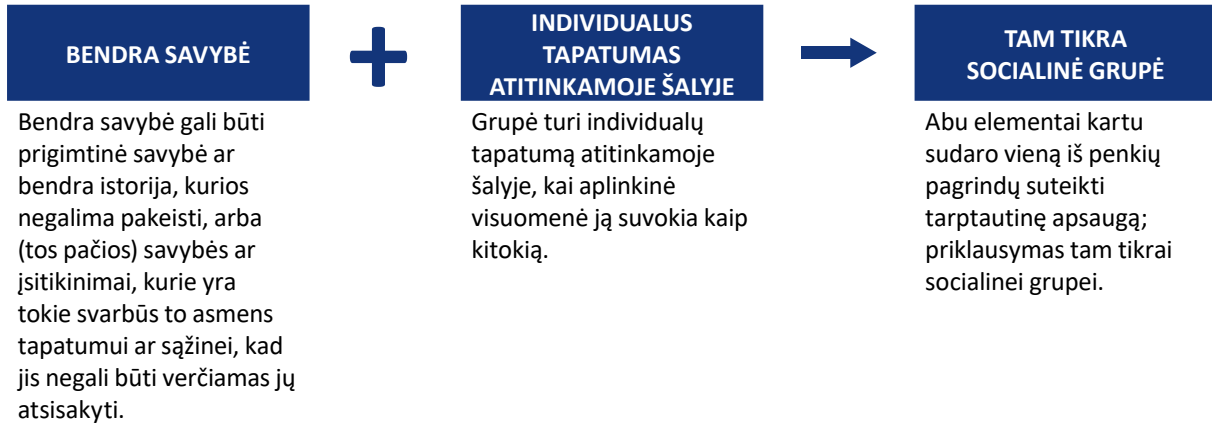 BENDRA SAVYBĖ
Bendra savybė gali būti
prigimtinė savybė ar
bendra istorija, kurios
negalima pakeisti, arba
(tos pačios) savybės ar
įsitikinimai, kurie yra
tokie svarbūs to asmens
tapatumui ar sąžinei, kad
jis negali būti verčiamas jų
atsisakyti.
+
INDIVIDUALUS
TAPATUMAS
ATITINKAMOJE ŠALYJE
Grupė turi individualų
tapatumą atitinkamoje
šalyje, kai aplinkinė
visuomenė ją suvokia kaip
kitokią.
TAM TIKRA
SOCIALINĖ GRUPĖ
Abu elementai kartu
sudaro vieną iš penkių
pagrindų suteikti
tarptautinę apsaugą;
priklausymas tam tikrai
socialinei grupei.